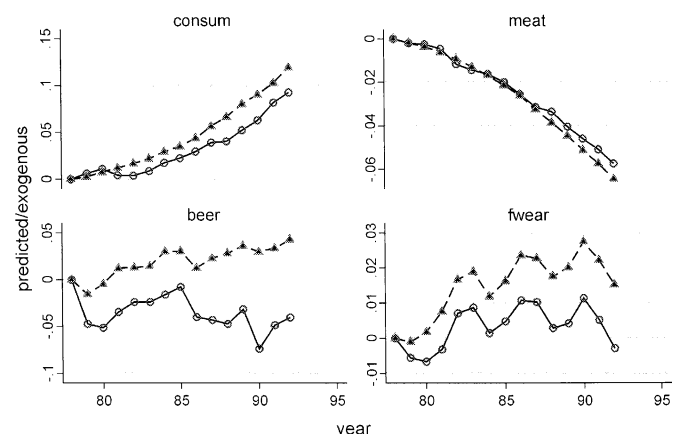 consum
meat
.15
.1
.05
0
0
-.02
-.04
-.06
predicted/exogenous
beer
fwear
.05
0
-.05
-.1
.03
.02
.01
0
-.01
80 85 90 95
80 85 90 95
year